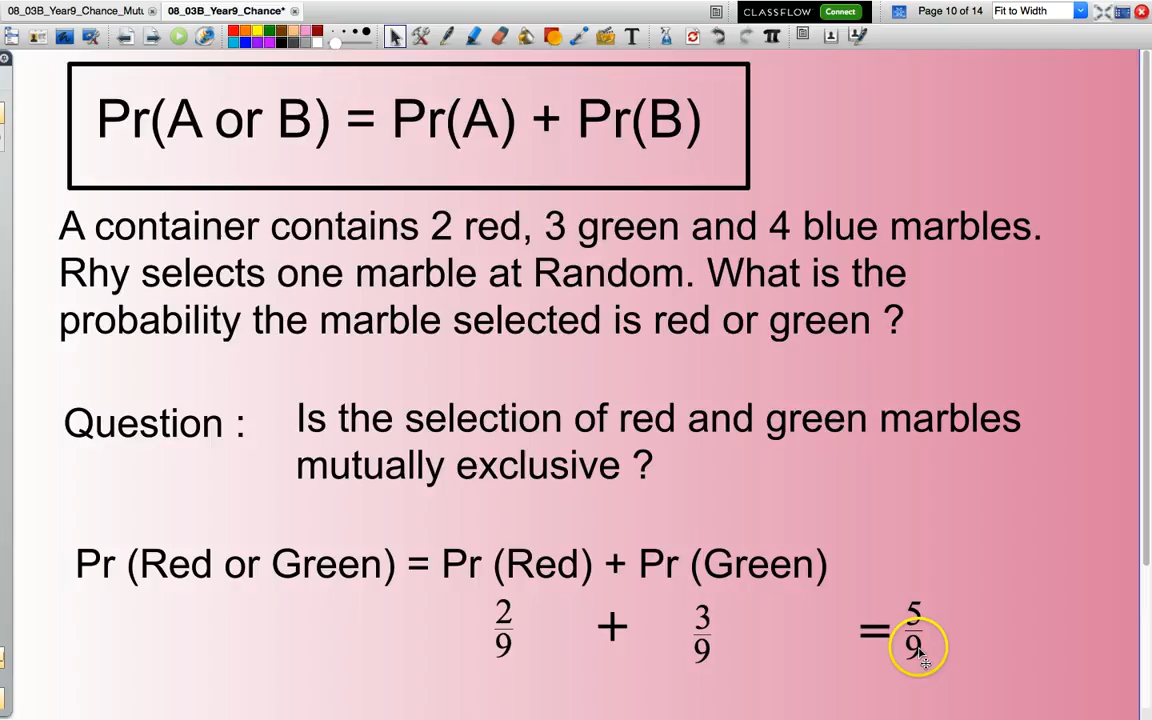 08_03B_Year9_Chance_Mutu
08_03B_Year9_Chance*
CLASSFLOW
Connect
Page 10 of 14
Fit to Width
T
π
Pr(A or B) = Pr(A) + Pr(B)
A container contains 2 red, 3 green and 4 blue marbles.
Rhy selects one marble at Random. What is the
probability the marble selected is red or green ?
Question :
Is the selection of red and green marbles
mutually exclusive ?
Pr (Red or Green) = Pr (Red) + Pr (Green)
2/9 + 3/9 = 5/9